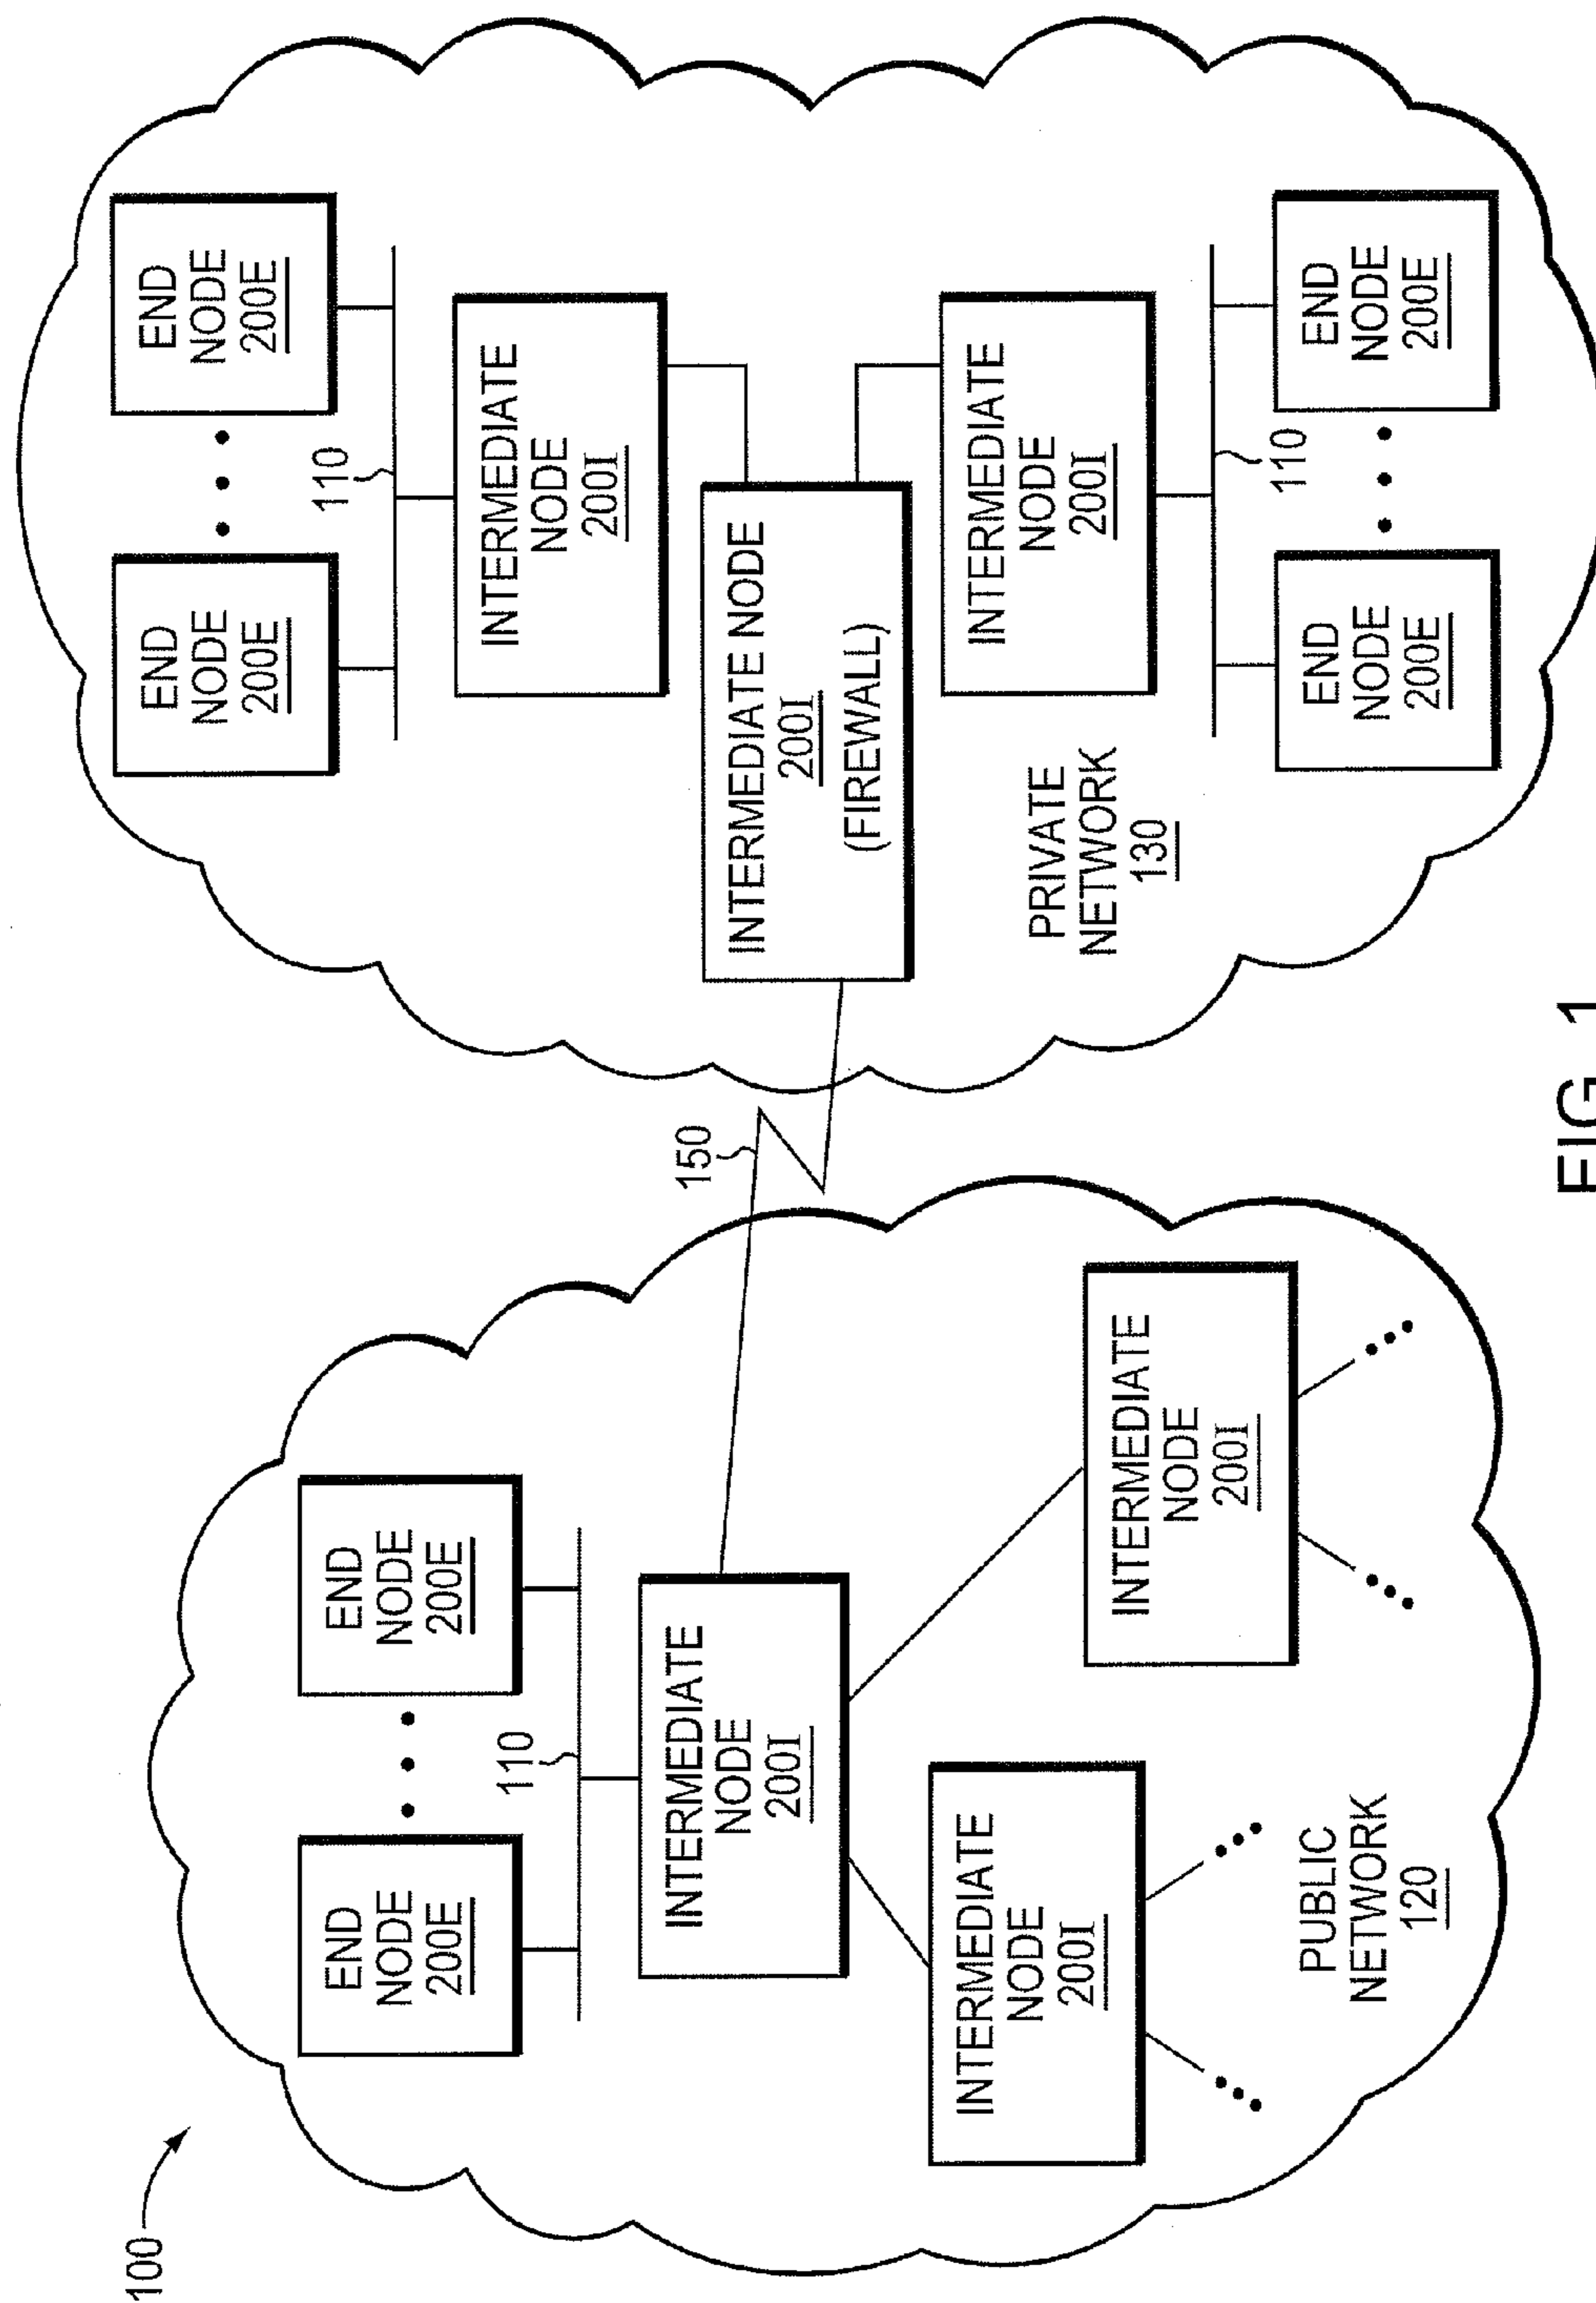 100
END
NODE
200E
END
NODE
200E
110
INTERMEDIATE
NODE
200I
INTERMEDIATE
NODE
200I
INTERMEDIATE
NODE
200I
PUBLIC
NETWORK
120
150
END
NODE
200E
END
NODE
200E
110
INTERMEDIATE
NODE
200I
INTERMEDIATE NODE
200I
(FIREWALL)
INTERMEDIATE
NODE
200I
PRIVATE
NETWORK
130
110
END
NODE
200E
END
NODE
200E
FIG. 1